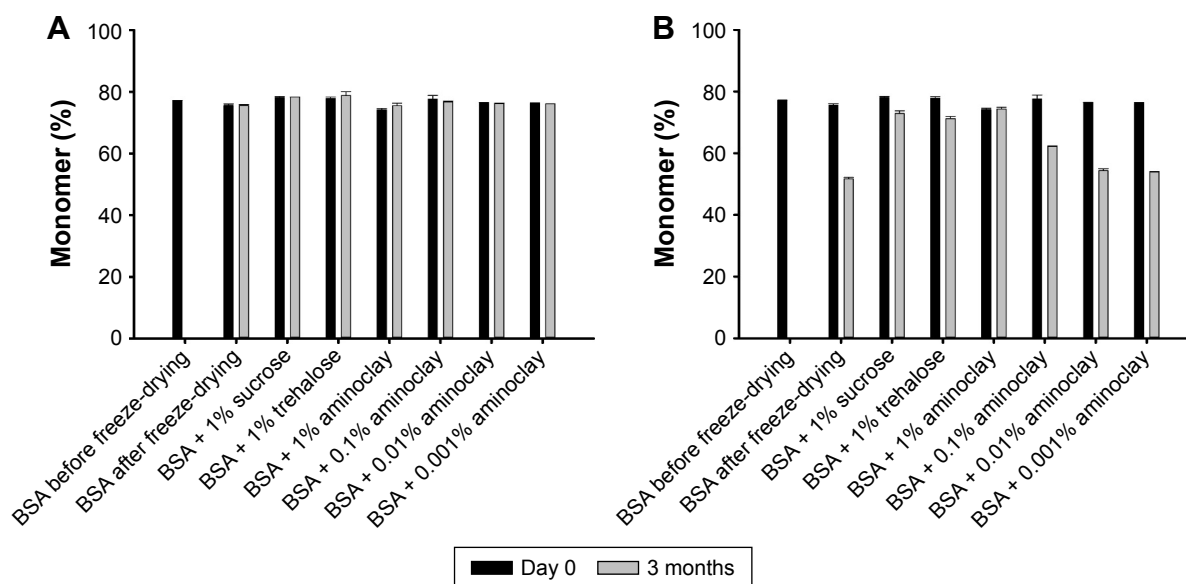 A
Monomer (%)
100
80
60
40
20
0
BSA before freeze-drying
BSA after freeze-drying
BSA + 1% sucrose
BSA + 1% trehalose
BSA + 1% aminoclay
BSA + 0.1% aminoclay
BSA + 0.01% aminoclay
BSA + 0.001% aminoclay
B
Monomer (%)
100
80
60
40
20
0
BSA before freeze-drying
BSA after freeze-drying
BSA + 1% sucrose
BSA + 1% trehalose
BSA + 1% aminoclay
BSA + 0.1% aminoclay
BSA + 0.01% aminoclay
BSA + 0.001% aminoclay
Day 0 3 months